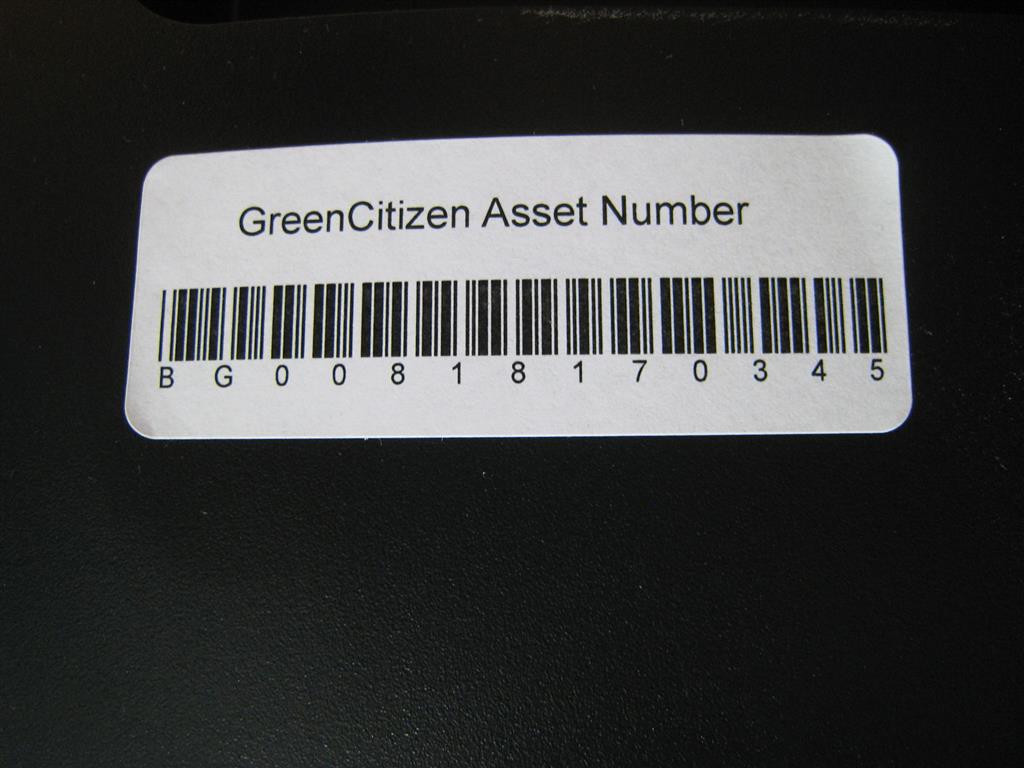 GreenCitizen Asset Number
B G 0 0 8 1 8 1 7 0 3 4 5